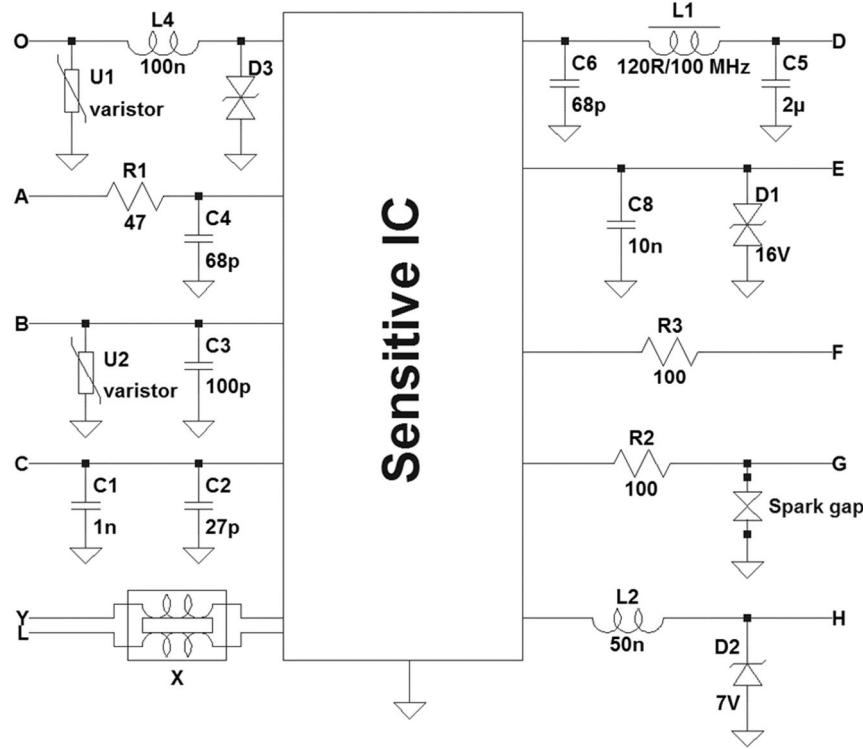 L4
L1
O
100n
D3
U1
varistor
C6
68p
120R/100 MHz
C5
2µ
D
R1
A
47
C4
68p
E
C8
10n
D1
16V
B
U2
varistor
C3
100p
R3
100
F
C
C1
1n
C2
27p
R2
100
G
Spark gap
Y
L
X
L2
50n
H
D2
7V
Sensitive IC